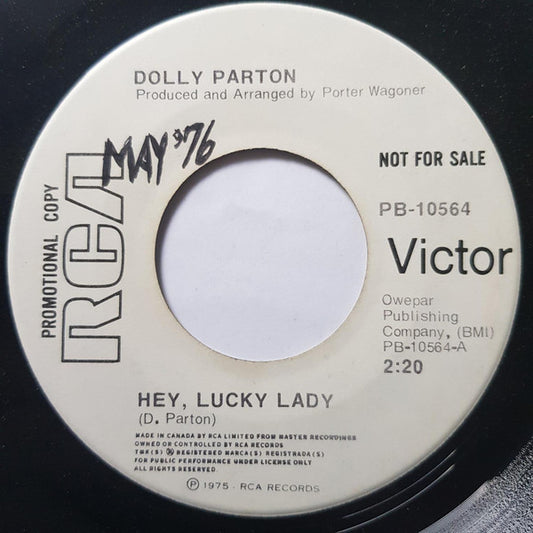 DOLLY PARTON
Produced and Arranged by Porter Wagoner
MAY '76
NOT FOR SALE
PROMOTIONAL COPY
RCA
PB-10564
Victor
Owepar
Publishing
Company, (BMI)
PB-10564-A
2:20
HEY, LUCKY LADY
(D. Parton)
MADE IN CANADA BY RCA LIMITED FROM MASTER RECORDINGS
OWNED OR CONTROLLED BY RCA RECORDS
TMK(S) ® REGISTERED MARCA(S) REGISTRADA(S)
FOR PUBLIC PERFORMANCE UNDER LICENSE ONLY
ALL RIGHTS RESERVED.
Ⓟ 1975 - RCA RECORDS